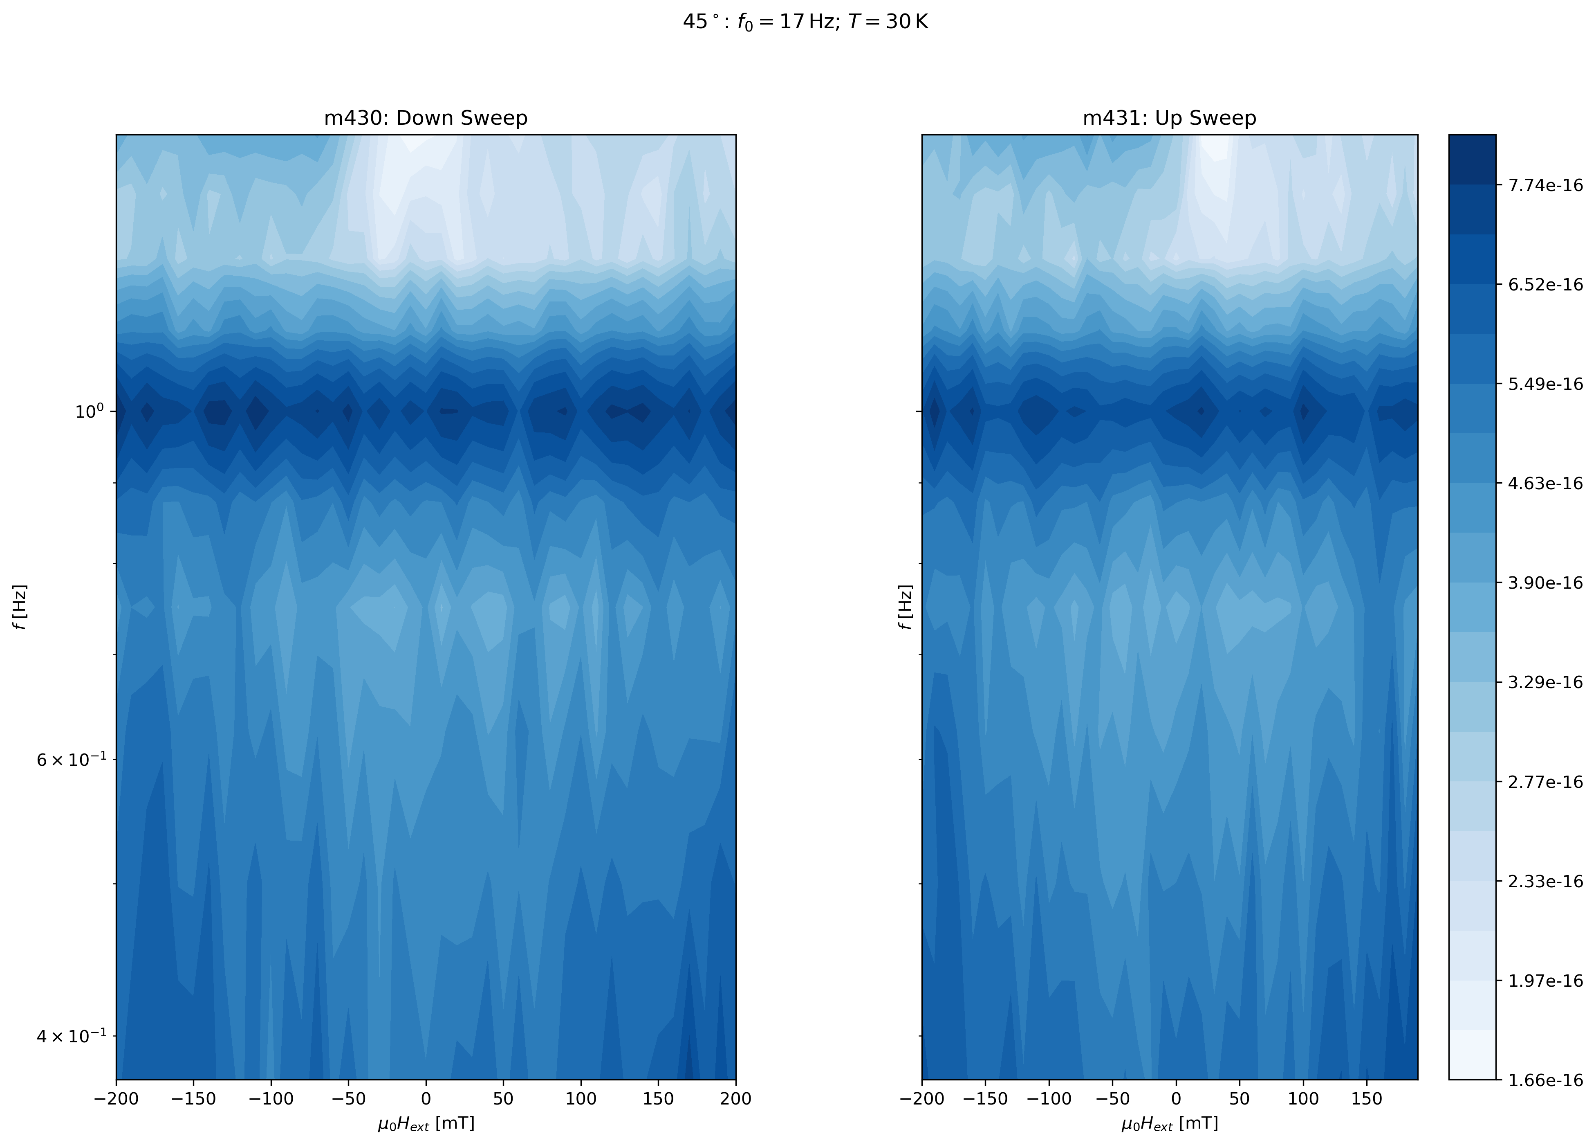 45°: f₀ = 17 Hz; T = 30 K
m430: Down Sweep
m431: Up Sweep
f [Hz]
10⁰
6 × 10⁻¹
4 × 10⁻¹
−200 −150 −100 −50 0 50 100 150 200
μ₀Hₑₓₜ [mT]
f [Hz]
−200 −150 −100 −50 0 50 100 150
μ₀Hₑₓₜ [mT]
7.74e-16
6.52e-16
5.49e-16
4.63e-16
3.90e-16
3.29e-16
2.77e-16
2.33e-16
1.97e-16
1.66e-16